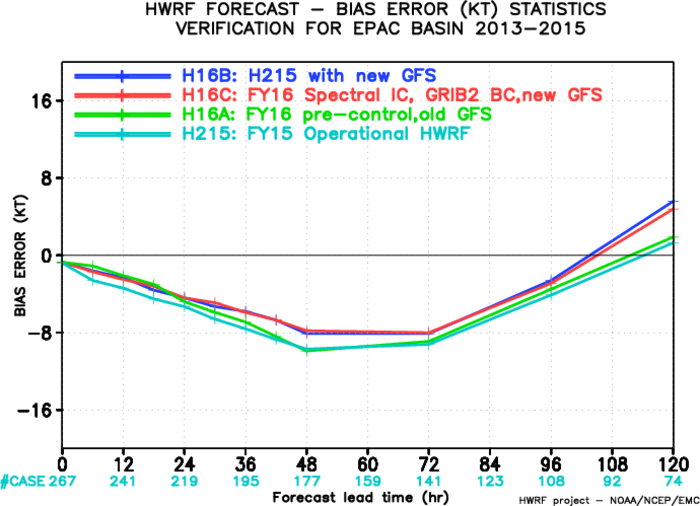 HWRF FORECAST − BIAS ERROR (KT) STATISTICS
VERIFICATION FOR EPAC BASIN 2013−2015
H16B: H215 with new GFS
H16C: FY16 Spectral IC, GRIB2 BC,new GFS
H16A: FY16 pre−control,old GFS
H215: FY15 Operational HWRF
16
8
0
−8
−16
BIAS ERROR (KT)
0 12 24 36 48 60 72 84 96 108 120
#CASE 267 241 219 195 177 159 141 123 108 92 74
Forecast lead time (hr)
HWRF project − NOAA/NCEP/EMC